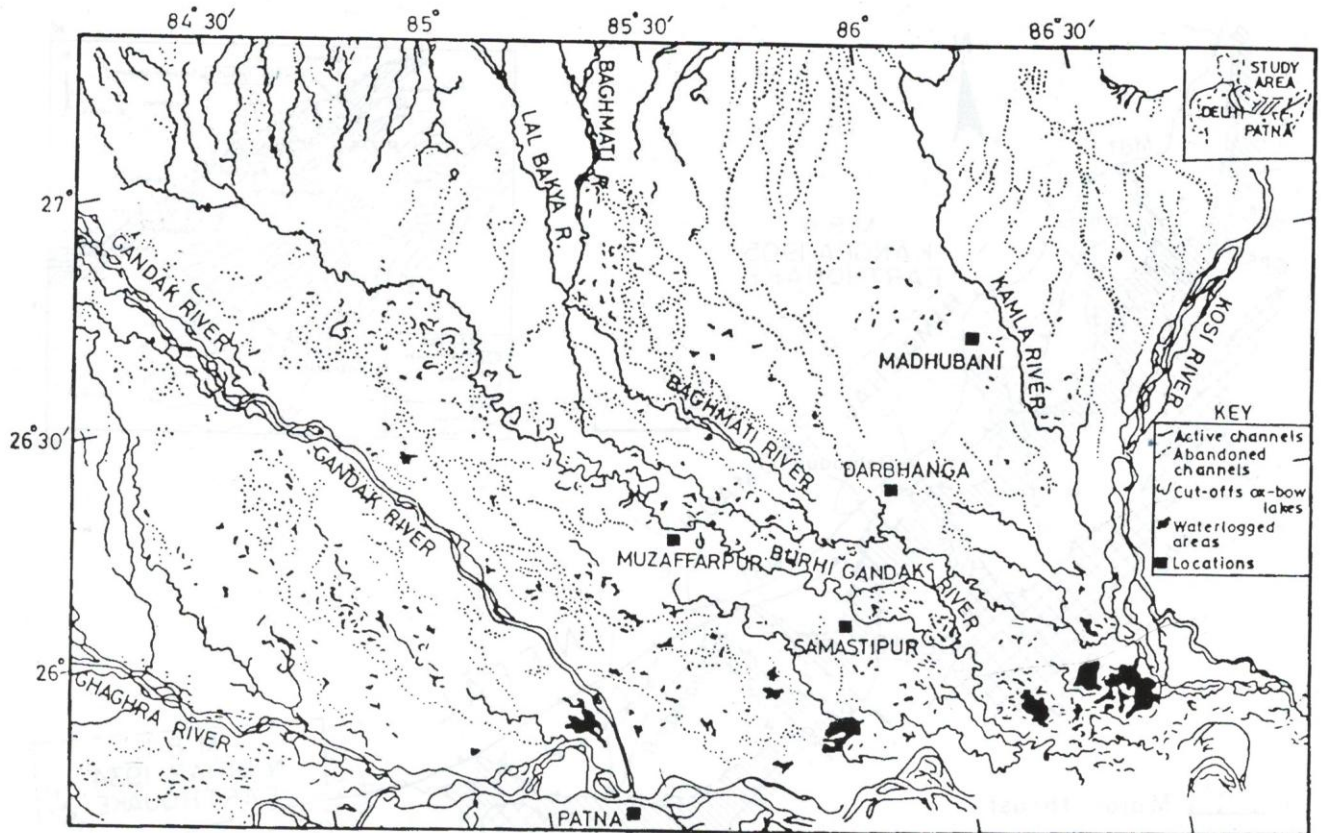 84° 30′
85°
85° 30′
86°
86° 30′
STUDY
AREA
DELHI
PATNA
27°
26° 30′
26°
LAL BAKYA R.
BAGHMATI R.
GANDAK RIVER
GANDAK RIVER
BAGHMATI RIVER
KAMLA RIVER
KOSI RIVER
MADHUBANI
DARBHANGA
MUZAFFARPUR
BURHI GANDAK RIVER
SAMASTIPUR
GHAGHRA RIVER
PATNA
KEY
Active channels
Abandoned
channels
Cut-offs ox-bow
lakes
Waterlogged
areas
Locations